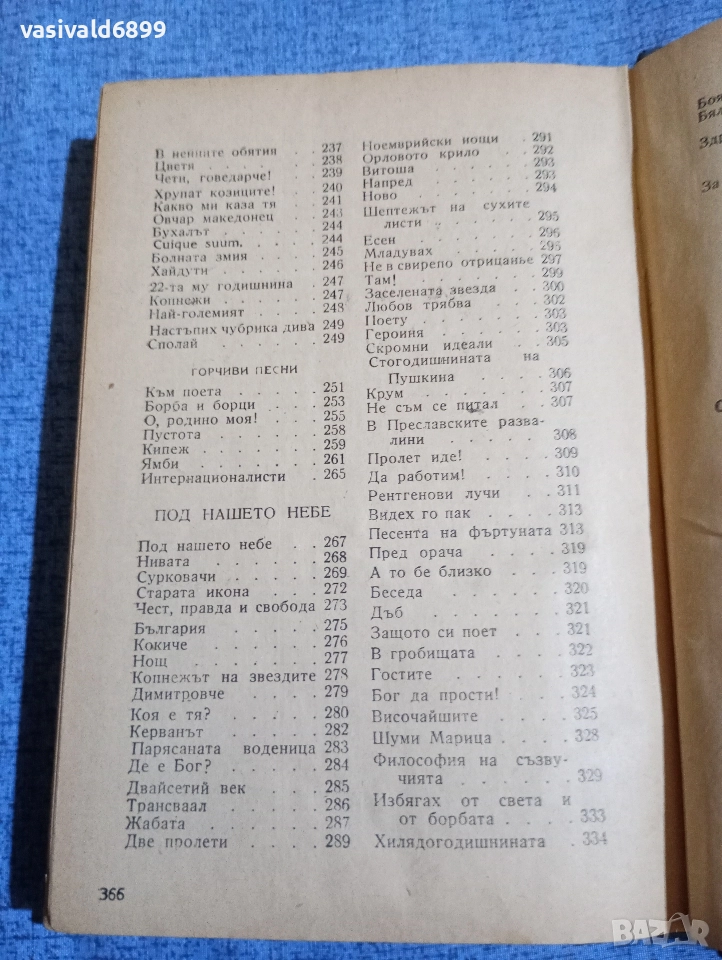 vasivald6899
В нейните обятия . . 237
Цветя . . . . . . 238
Чети, говедарче! . . 239
Хрупат козиците! . . 240
Какво ми каза тя . . 241
Овчар македонец . . 243
Бухалът . . . . . 244
Cuique suum. . . . . 244
Болната змия . . . . 245
Хайдути . . . . . 246
22-та му годишнина . 247
Копнежи . . . . . 247
Най-големият . . . . 248
Настъпих чубрика дива 249
Сполай . . . . . . 249
ГОРЧИВИ ПЕСНИ
Към поета . . . . . 251
Борба и борци . . . . 253
О, родино моя! . . . 255
Пустота . . . . . . 258
Кипеж . . . . . . 259
Ямби . . . . . . 261
Интернационалисти . . 265
ПОД НАШЕТО НЕБЕ
Под нашето небе . . . 267
Нивата . . . . . . 268
Сурковачи . . . . . 269
Старата икона . . . . 272
Чест, правда и свобода 273
България . . . . . 275
Кокиче . . . . . . 276
Нощ . . . . . . . 277
Копнежът на звездите 278
Димитровче . . . . 279
Коя е тя? . . . . . 280
Керванът . . . . . 282
Парясаната воденица 283
Де е Бог? . . . . . 284
Двайсетий век . . . 285
Трансваал . . . . . 286
Жабата . . . . . . 287
Две пролети . . . . 289
366
Ноемврийски нощи . 291
Орловото крило . . . 292
Витоша . . . . . . 293
Напред . . . . . . 293
Ново . . . . . . . 294
Шептежът на сухите
листи . . . . . 295
Есен . . . . . . . 296
Младувах . . . . . 296
Не в свирепо отрицание 297
Там! . . . . . . . 299
Заселената звезда . . 300
Любов трябва . . . . 302
Поету . . . . . . 303
Героиня . . . . . . 303
Скромни идеали . . . 305
Стогодишнината на
Пушкина . . . . 306
Крум . . . . . . . 307
Не съм се питал . . . 307
В Преславските разва-
лини . . . . . . 308
Пролет иде! . . . . 309
Да работим! . . . . 310
Рентгенови лучи . . . 311
Видех го пак . . . . 313
Песента на фъртуната 313
Пред орача . . . . . 319
А то бе близко . . . 319
Беседа . . . . . . 320
Дъб . . . . . . . 321
Защото си поет . . . 321
В гробищата . . . . 322
Гостите . . . . . . 323
Бог да прости! . . . 324
Височайшите . . . . 325
Шуми Марица . . . . 328
Философия на съзву-
чията . . . . . 329
Избягах от света и
от борбата . . . . 333
Хилядогодишнината . 334
За
BAZAR